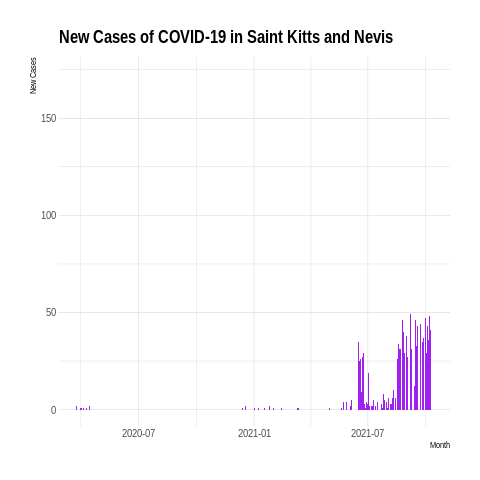 New Cases of COVID-19 in Saint Kitts and Nevis
New Cases
150
100
50
0
2020-07
2021-01
2021-07
Month